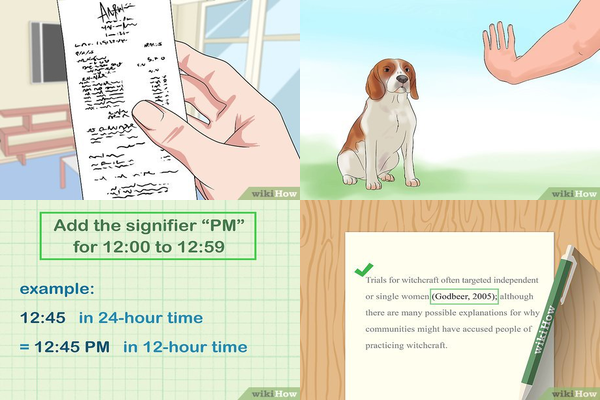 wikiHow
wikiHow
Add the signifier “PM”
for 12:00 to 12:59
example:
12:45 in 24-hour time
= 12:45 PM in 12-hour time
wikiHow
Trials for witchcraft often targeted independent
or single women (Godbeer, 2005); although
there are many possible explanations for why
communities might have accused people of
practicing witchcraft.
wikiHow
wikiHow